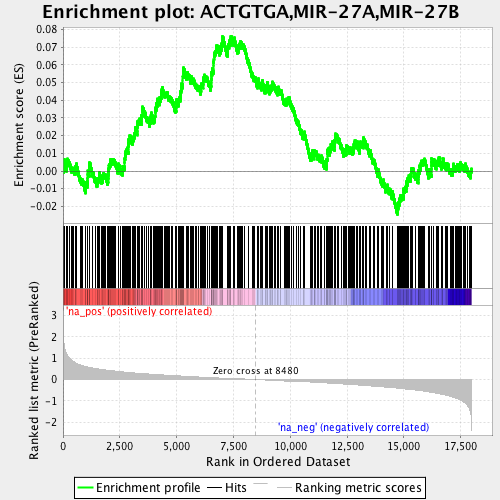 Enrichment plot: ACTGTGA,MIR-27A,MIR-27B
Enrichment score (ES)
0.08
0.07
0.06
0.05
0.04
0.03
0.02
0.01
0.00
-0.01
-0.02
Ranked list metric (PreRanked)
3
2
1
0
-1
-2
'na_pos' (positively correlated)
Zero cross at 8480
'na_neg' (negatively correlated)
0
2,500
5,000
7,500
10,000
12,500
15,000
17,500
Rank in Ordered Dataset
Enrichment profile
Hits
Ranking metric scores